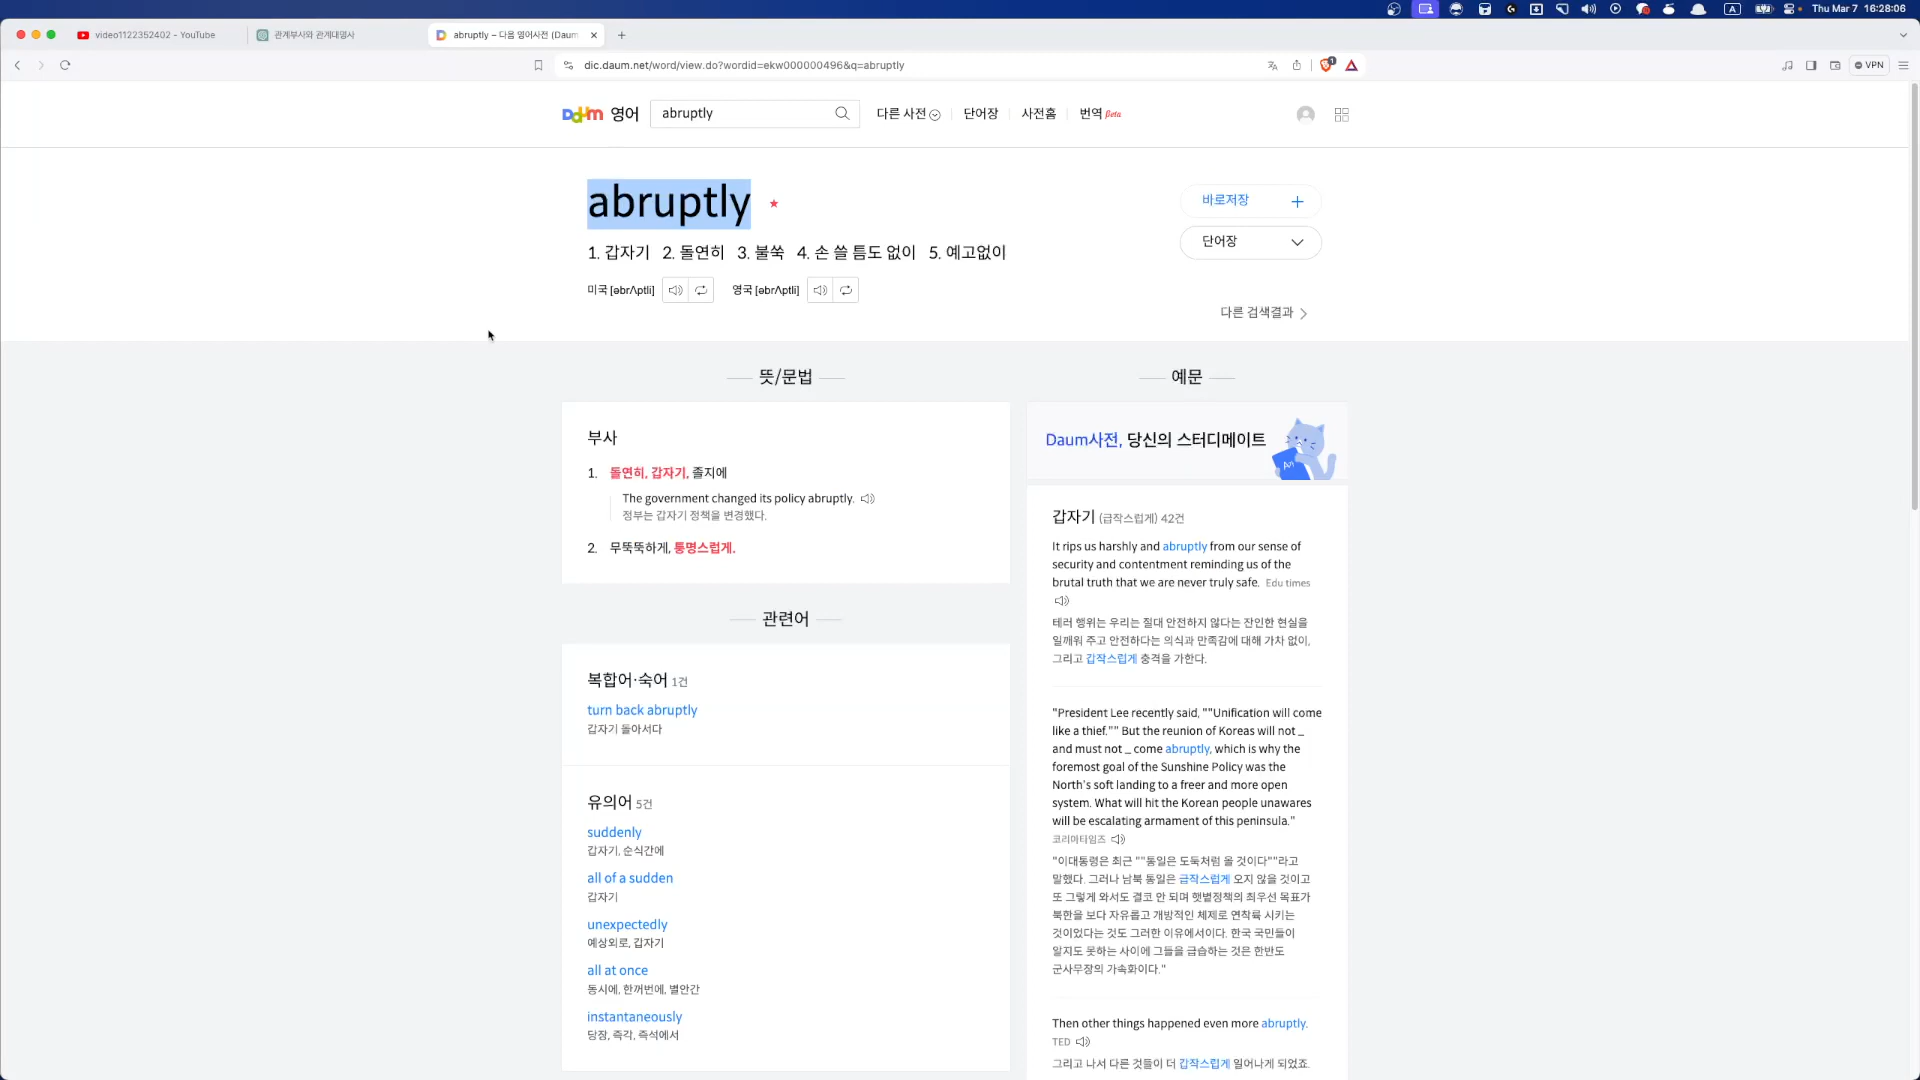 Thu Mar 7 16:28:06
video1122352402 - YouTube
관계부사와 관계대명사
abruptly – 다음 영어사전 (Daum
dic.daum.net/word/view.do?wordid=ekw000000496&q=abruptly
VPN
Daum 영어
abruptly
다른 사전
단어장
사전홈
번역 Beta
abruptly
1. 갑자기 2. 돌연히 3. 불쑥 4. 손 쓸 틈도 없이 5. 예고없이
미국 [əbrʌ́ptli]
영국 [əbrʌ́ptli]
바로저장
단어장
다른 검색결과
뜻/문법
부사
1. 돌연히, 갑자기, 졸지에
The government changed its policy abruptly.
정부는 갑자기 정책을 변경했다.
2. 무뚝뚝하게, 퉁명스럽게.
관련어
복합어·숙어 1건
turn back abruptly
갑자기 돌아서다
유의어 5건
suddenly
갑자기, 순식간에
all of a sudden
갑자기
unexpectedly
예상외로, 갑자기
all at once
동시에, 한꺼번에, 별안간
instantaneously
당장, 즉각, 즉석에서
예문
Daum사전, 당신의 스터디메이트
갑자기 (급작스럽게) 42건
It rips us harshly and abruptly from our sense of
security and contentment reminding us of the
brutal truth that we are never truly safe. Edu times
테러 행위는 우리는 절대 안전하지 않다는 잔인한 현실을
일깨워 주고 안전하다는 의식과 만족감에 대해 가차 없이,
그리고 갑작스럽게 충격을 가한다.
"President Lee recently said, ""Unification will come
like a thief."" But the reunion of Koreas will not _
and must not _ come abruptly, which is why the
foremost goal of the Sunshine Policy was the
North's soft landing to a freer and more open
system. What will hit the Korean people unawares
will be escalating armament of this peninsula."
코리아타임즈
"이대통령은 최근 ""통일은 도둑처럼 올 것이다""라고
말했다. 그러나 남북 통일은 급작스럽게 오지 않을 것이고
또 그렇게 와서도 결코 안 되며 햇볕정책의 최우선 목표가
북한을 보다 자유롭고 개방적인 체제로 연착륙 시키는
것이었다는 것도 그러한 이유에서이다. 한국 국민들이
알지도 못하는 사이에 그들을 급습하는 것은 한반도
군사무장의 가속화이다."
Then other things happened even more abruptly.
TED
그리고 나서 다른 것들이 더 갑작스럽게 일어나게 되었죠.